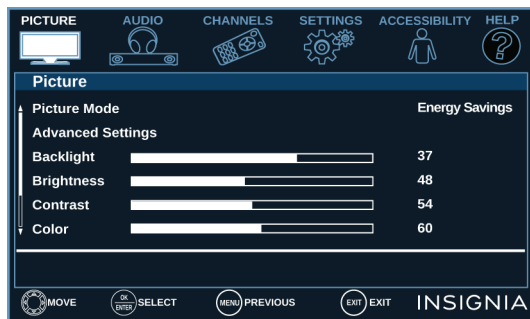 PICTURE AUDIO CHANNELS SETTINGS ACCESSIBILITY HELP
?
Picture
Picture Mode Energy Savings
Advanced Settings
Backlight 37
Brightness 48
Contrast 54
Color 60
MOVE OK/ENTER SELECT MENU PREVIOUS EXIT EXIT INSIGNIA